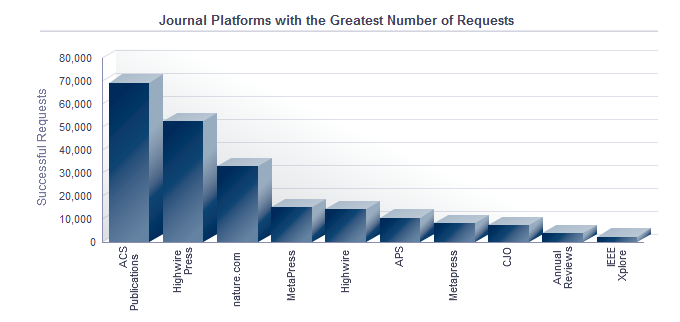 Journal Platforms with the Greatest Number of Requests
Successful Requests
80,000
70,000
60,000
50,000
40,000
30,000
20,000
10,000
0
ACS
Publications
Highwire
Press
nature.com
MetaPress
Highwire
APS
Metapress
CJO
Annual
Reviews
IEEE
Xplore